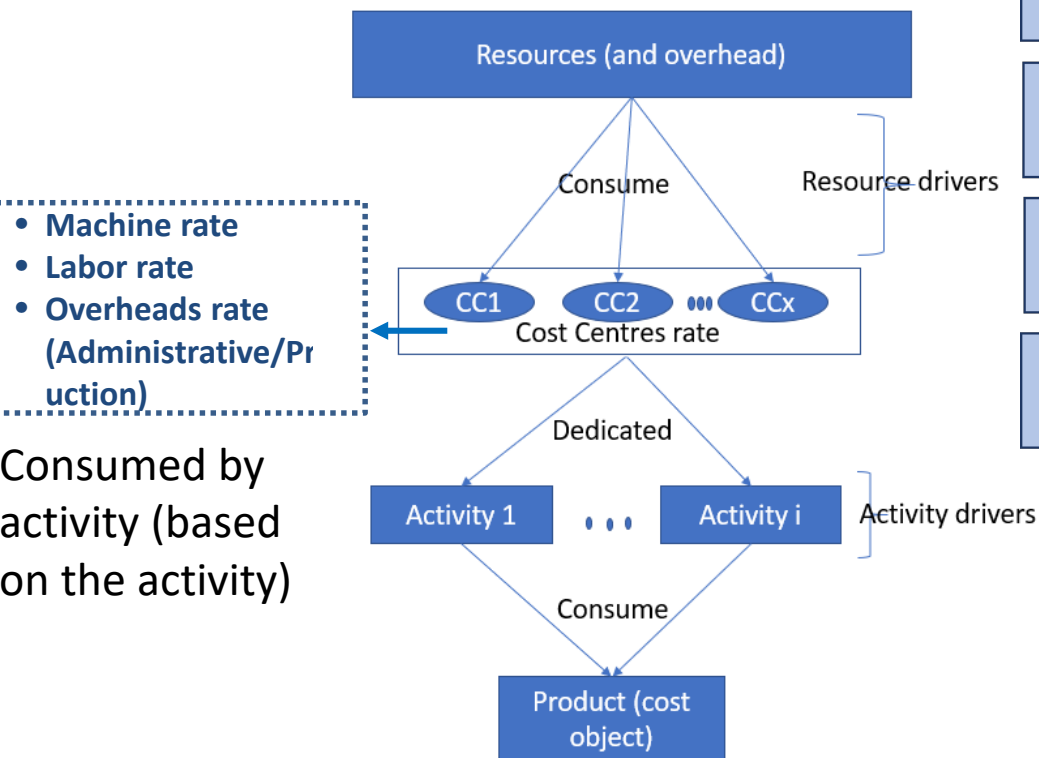 Resources (and overhead)
Consume
Resource drivers
• Machine rate
• Labor rate
• Overheads rate
(Administrative/Pr
uction)
CC1
CC2
CCx
Cost Centres rate
Dedicated
Consumed by
activity (based
on the activity)
Activity 1
Activity i
Activity drivers
Consume
Product (cost
object)